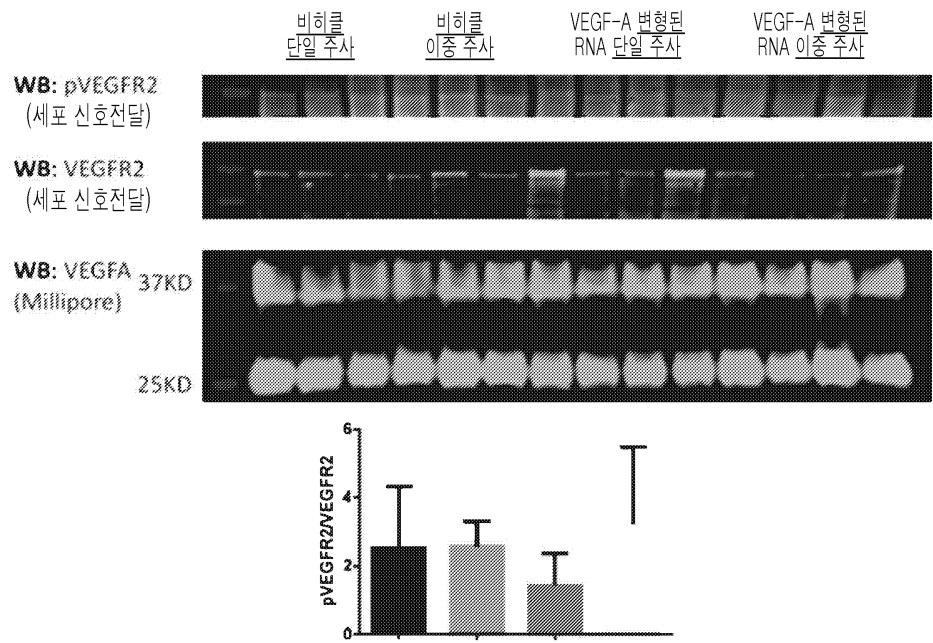 비히클
단일 주사
비히클
이중 주사
VEGF-A 변형된
RNA 단일 주사
VEGF-A 변형된
RNA 이중 주사
WB: pVEGFR2
(세포 신호전달)
WB: VEGFR2
(세포 신호전달)
WB: VEGFA
(Millipore)
37KD
25KD
pVEGFR2/VEGFR2
6
4
2
0